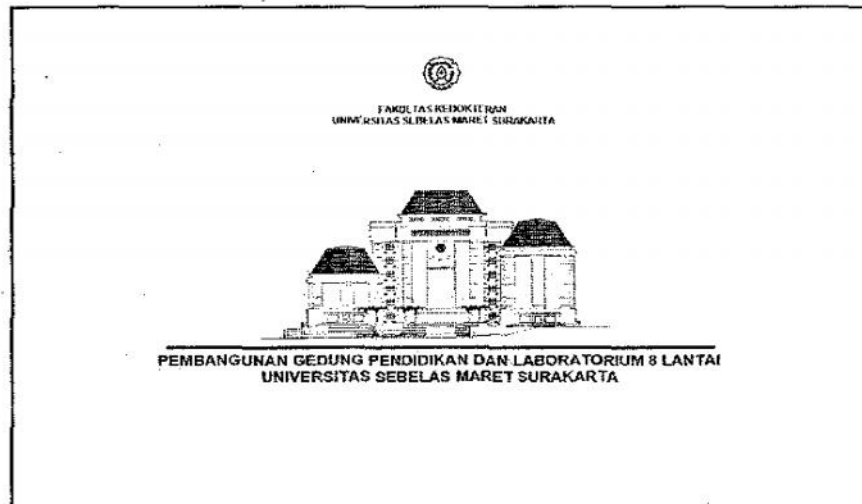 FAKULTAS KEDOKTERAN
UNIVERSITAS SEBELAS MARET SURAKARTA
PEMBANGUNAN GEDUNG PENDIDIKAN DAN LABORATORIUM 8 LANTAI
UNIVERSITAS SEBELAS MARET SURAKARTA